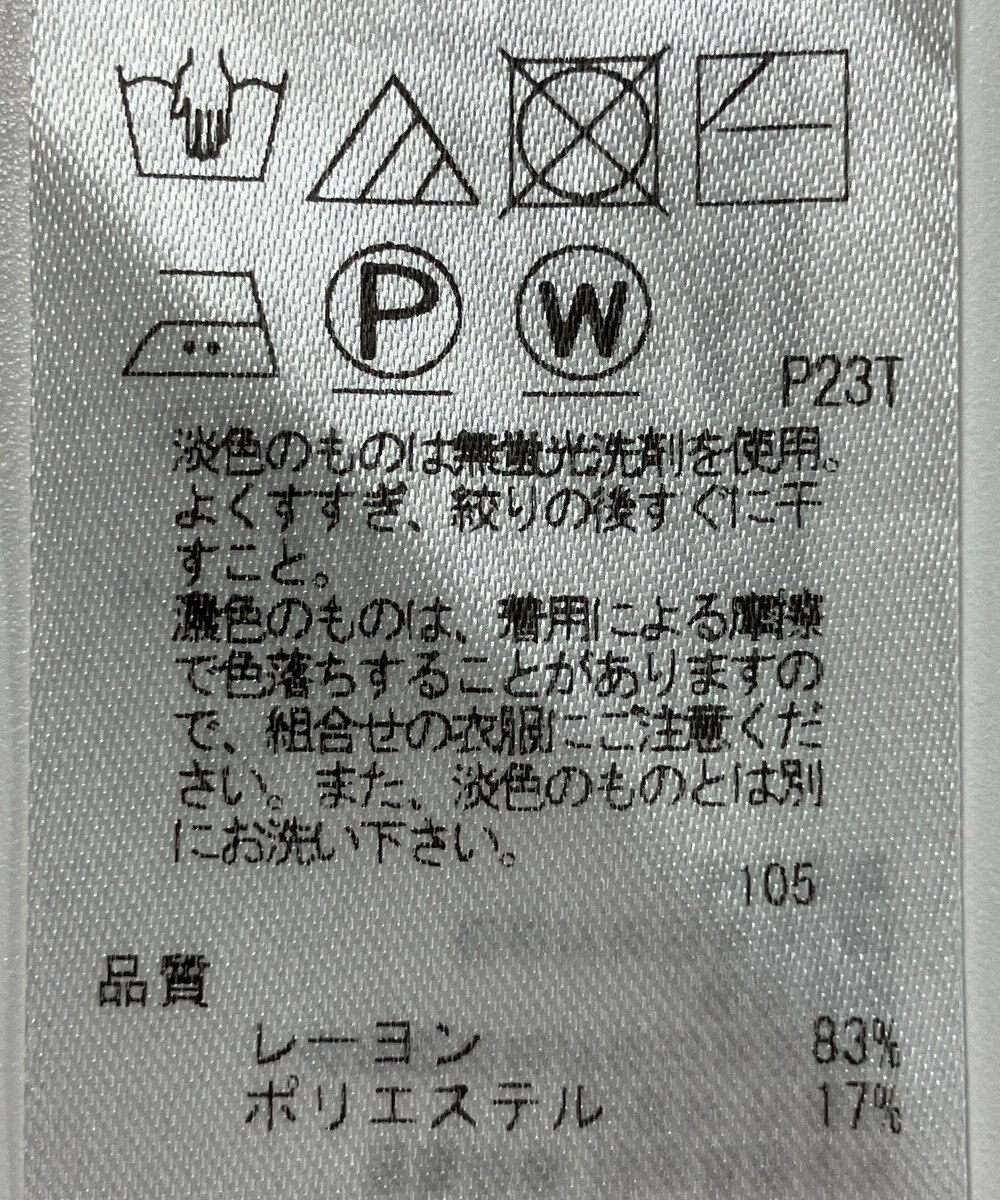 P W
P23T
淡色のものは無蛍光洗剤を使用。
よくすすぎ、絞りの後すぐに干
すこと。
濃色のものは、着用による摩擦
で色落ちすることがありますの
で、組合せの衣服にご注意くだ
さい。また、淡色のものとは別
にお洗い下さい。
105
品質
レーヨン 83%
ポリエステル 17%